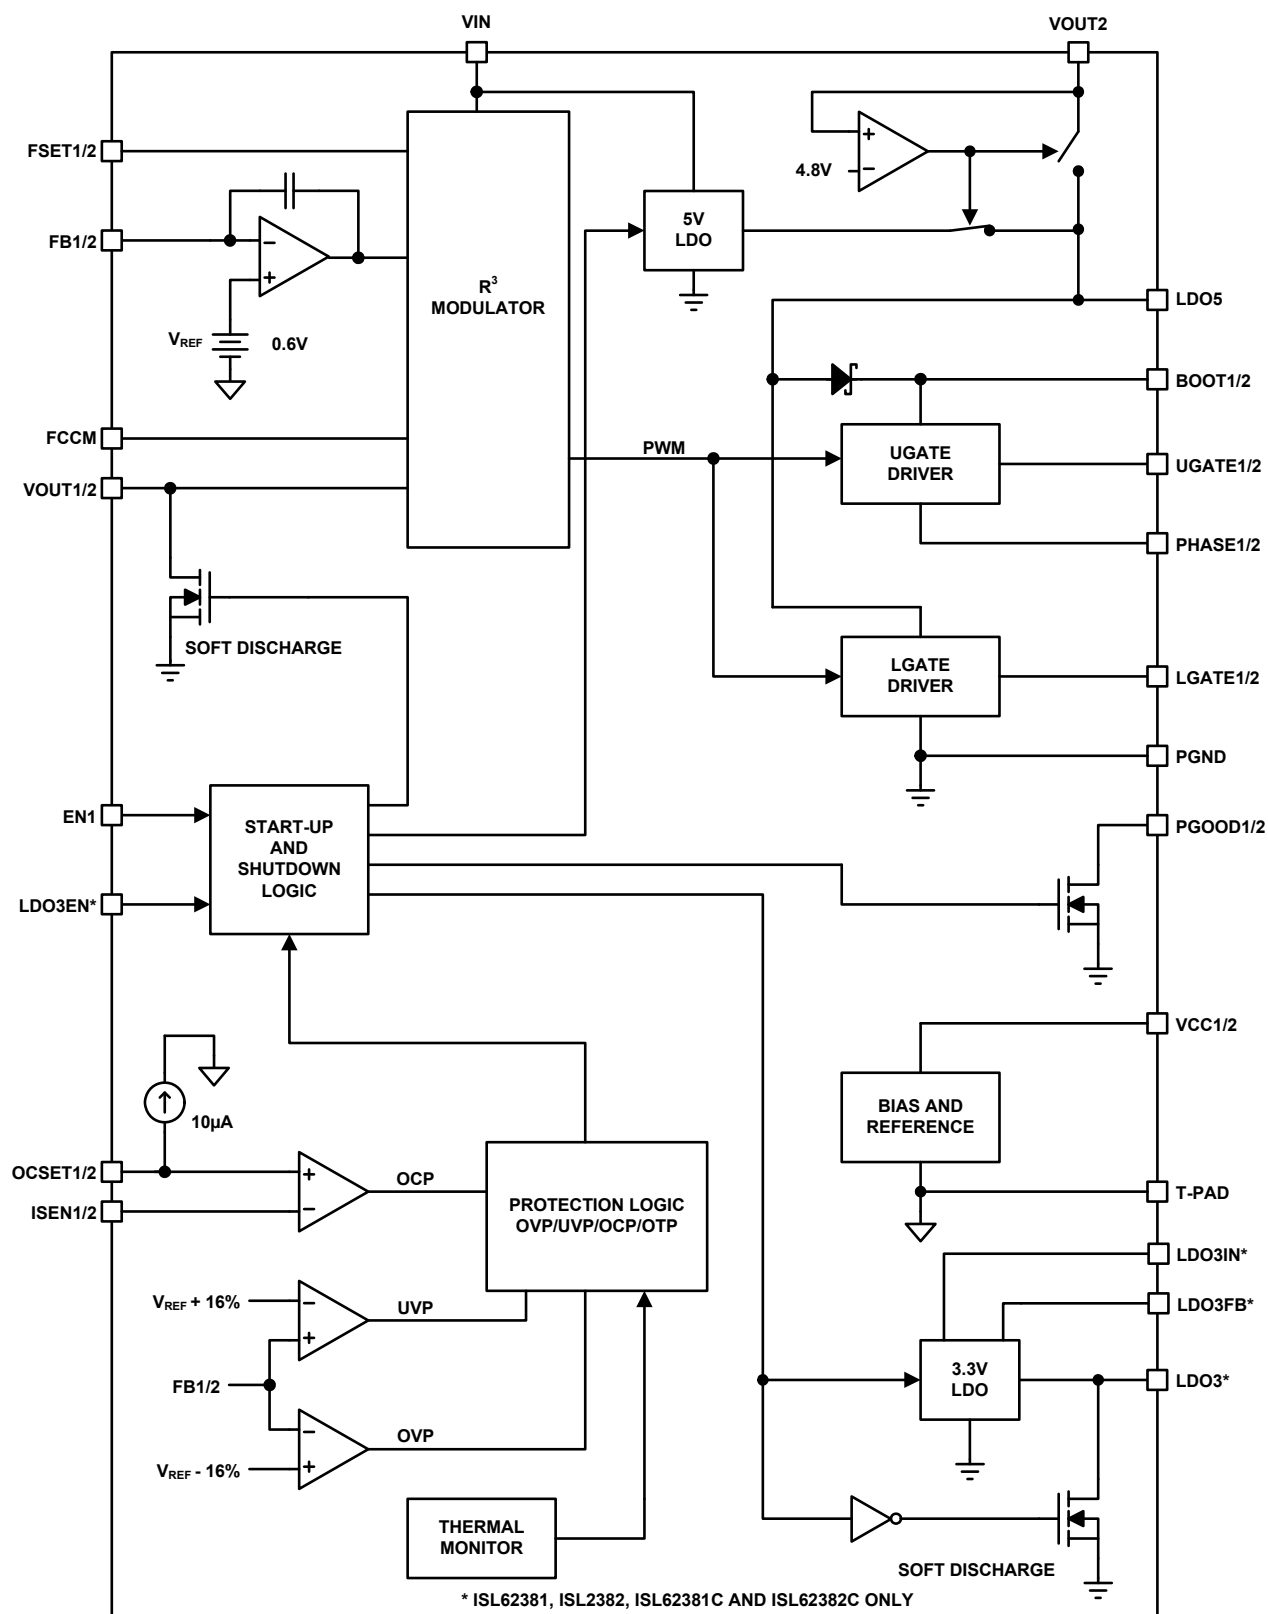 VIN
VOUT2
FSET1/2
+
4.8V
−
FB1/2
−
+
5V
LDO
R³
MODULATOR
LDO5
VREF
0.6V
BOOT1/2
FCCM
PWM
UGATE
DRIVER
UGATE1/2
VOUT1/2
PHASE1/2
SOFT DISCHARGE
LGATE
DRIVER
LGATE1/2
PGND
EN1
START-UP
AND
SHUTDOWN
LOGIC
PGOOD1/2
LDO3EN*
VCC1/2
10µA
BIAS AND
REFERENCE
OCSET1/2
+
OCP
ISEN1/2
−
PROTECTION LOGIC
OVP/UVP/OCP/OTP
T-PAD
LDO3IN*
VREF + 16%
−
UVP
+
LDO3FB*
FB1/2
3.3V
LDO
LDO3*
−
OVP
VREF - 16%
+
THERMAL
MONITOR
SOFT DISCHARGE
* ISL62381, ISL2382, ISL62381C AND ISL62382C ONLY